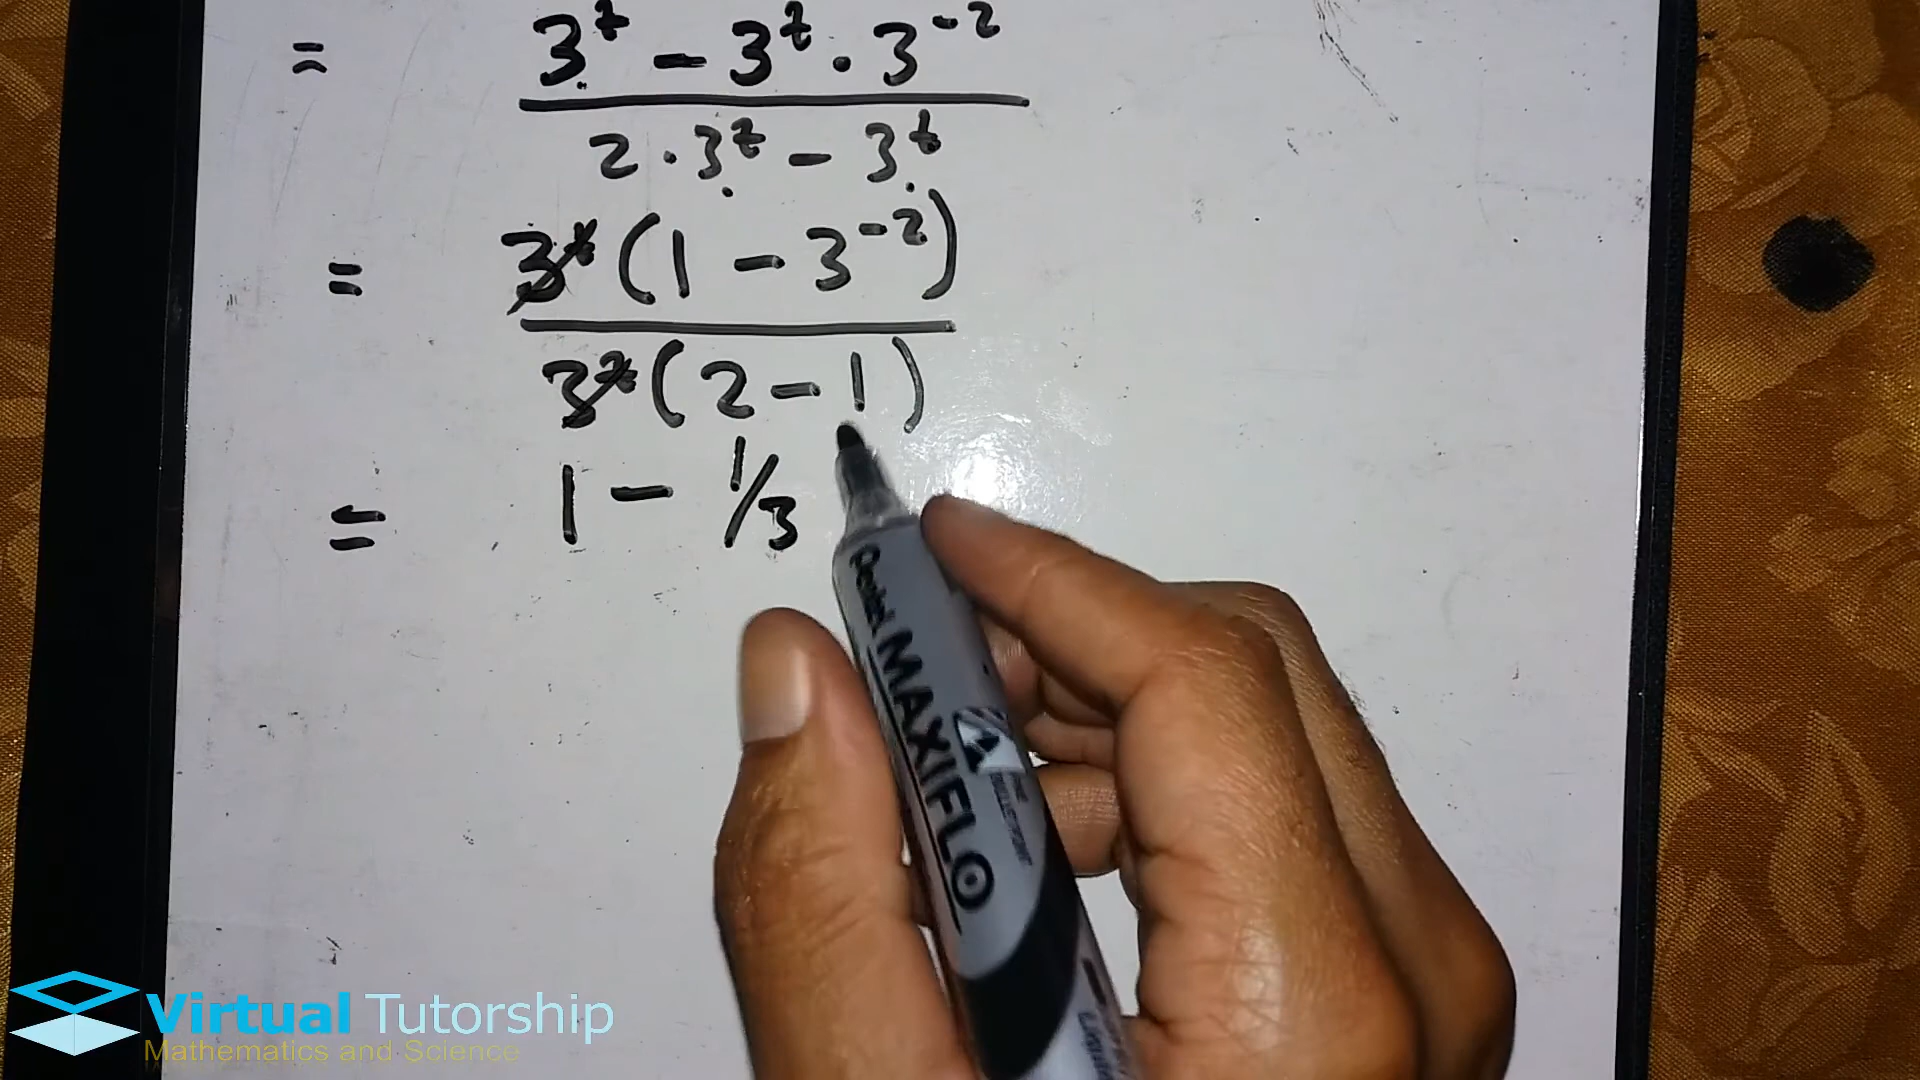 = 3^t - 3^t · 3^-2
2 · 3^t - 3^t
= 3^t (1 - 3^-2)
3^t (2 - 1)
= 1 - 1/3
Pentel MAXIFLO
Virtual Tutorship
Mathematics and Science